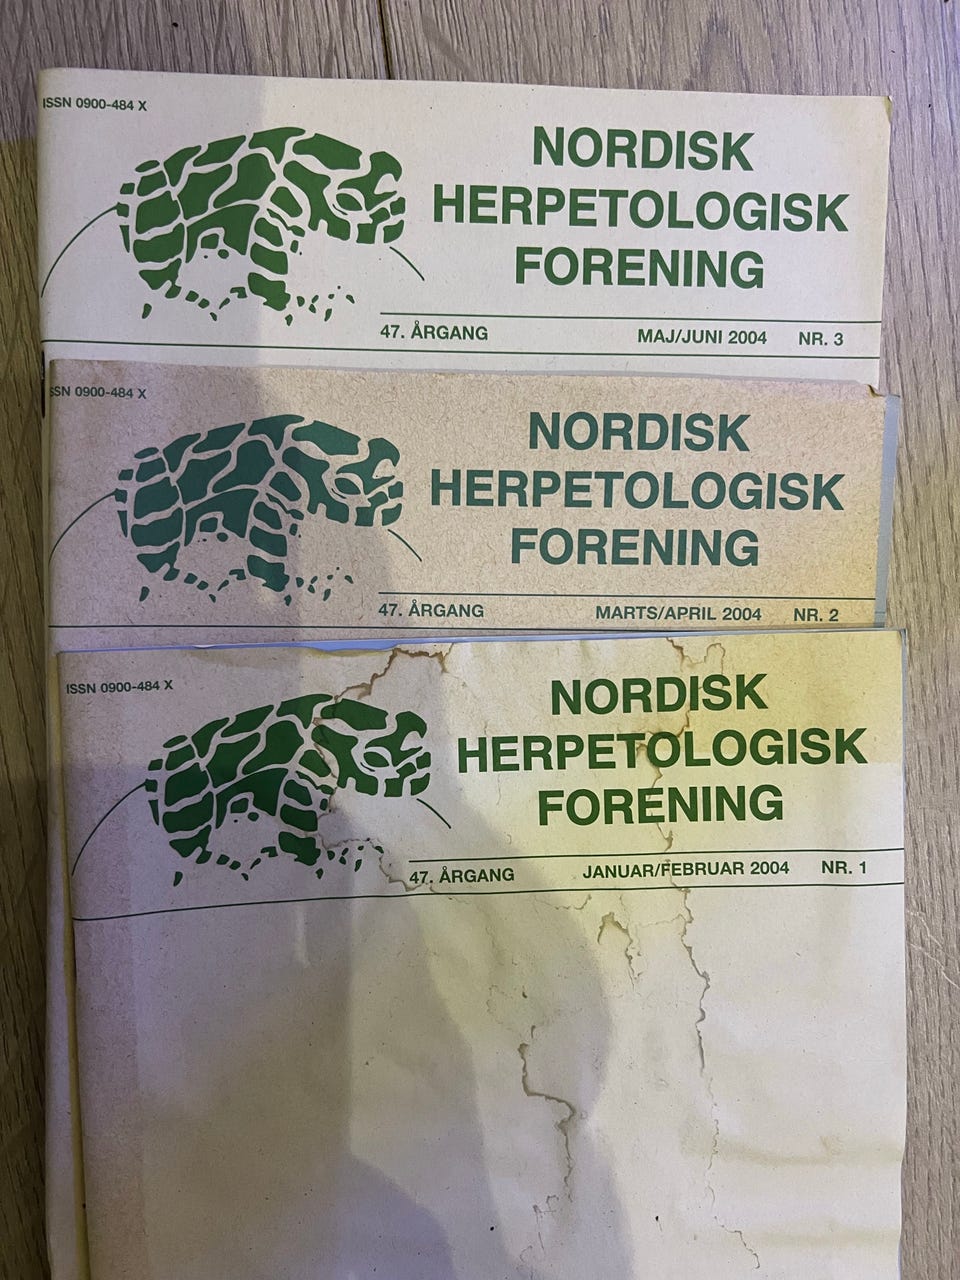 ISSN 0900-484 X
NORDISK
HERPETOLOGISK
FORENING
47. ÅRGANG MAJ/JUNI 2004 NR. 3
SSN 0900-484 X
NORDISK
HERPETOLOGISK
FORENING
47. ÅRGANG MARTS/APRIL 2004 NR. 2
ISSN 0900-484 X
NORDISK
HERPETOLOGISK
FORENING
47. ÅRGANG JANUAR/FEBRUAR 2004 NR. 1